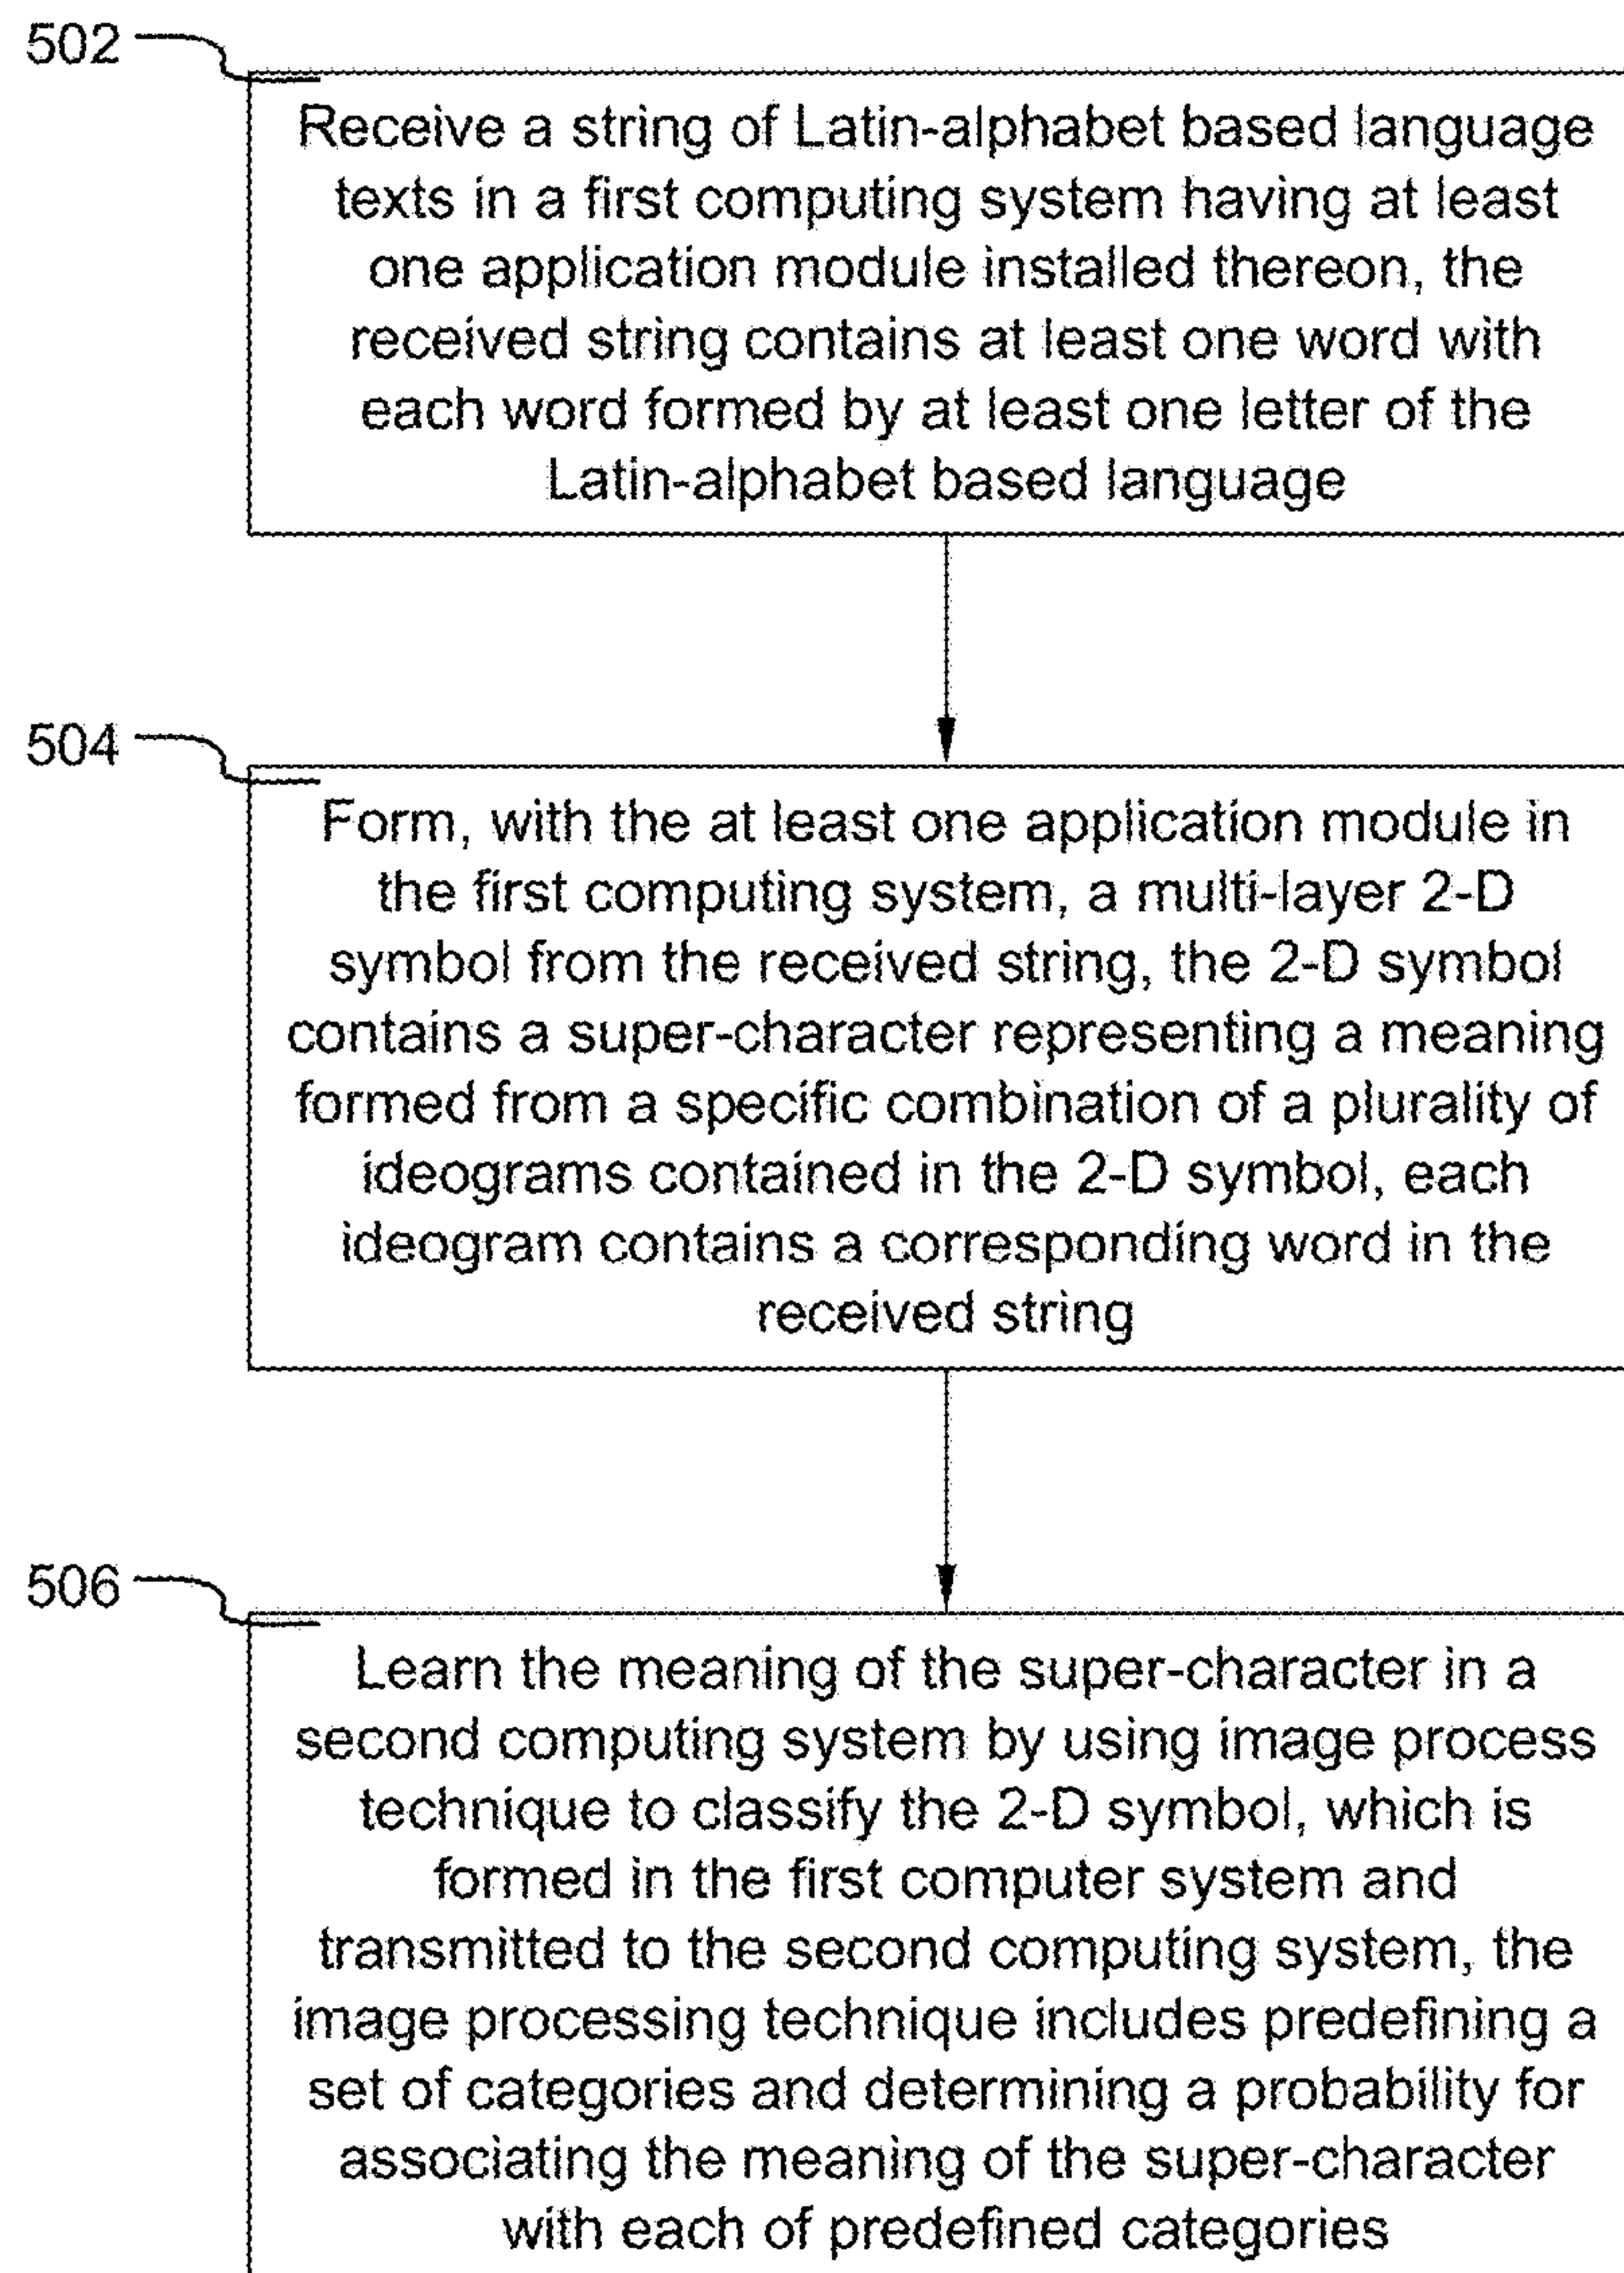 502
Receive a string of Latin-alphabet based language
texts in a first computing system having at least
one application module installed thereon, the
received string contains at least one word with
each word formed by at least one letter of the
Latin-alphabet based language
504
Form, with the at least one application module in
the first computing system, a multi-layer 2-D
symbol from the received string, the 2-D symbol
contains a super-character representing a meaning
formed from a specific combination of a plurality of
ideograms contained in the 2-D symbol, each
ideogram contains a corresponding word in the
received string
506
Learn the meaning of the super-character in a
second computing system by using image process
technique to classify the 2-D symbol, which is
formed in the first computer system and
transmitted to the second computing system, the
image processing technique includes predefining a
set of categories and determining a probability for
associating the meaning of the super-character
with each of predefined categories